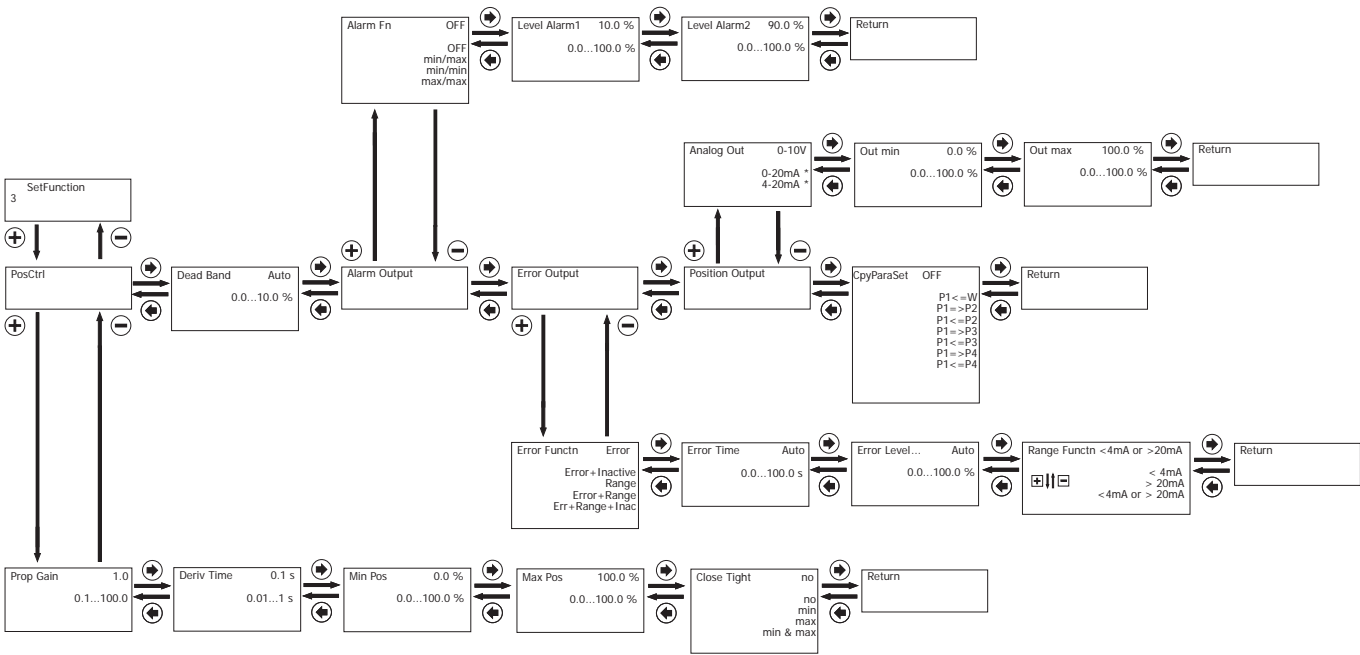 Alarm Fn OFF
OFF
min/max
min/min
max/max
Level Alarm1 10.0 %
0.0...100.0 %
Level Alarm2 90.0 %
0.0...100.0 %
Return
Analog Out 0-10V
0-20mA *
4-20mA *
Out min 0.0 %
0.0...100.0 %
Out max 100.0 %
0.0...100.0 %
Return
SetFunction
3
PosCtrl
Dead Band Auto
0.0...10.0 %
Alarm Output
Error Output
Position Output
CpyParaSet OFF
P1<=W
P1=>P2
P1<=P2
P1=>P3
P1<=P3
P1=>P4
P1<=P4
Return
Error Functn Error
Error+Inactive
Range
Error+Range
Err+Range+Inac
Error Time Auto
0.0...100.0 s
Error Level... Auto
0.0...100.0 %
Range Functn <4mA or >20mA
< 4mA
> 20mA
<4mA or > 20mA
Return
Prop Gain 1.0
0.1...100.0
Deriv Time 0.1 s
0.01...1 s
Min Pos 0.0 %
0.0...100.0 %
Max Pos 100.0 %
0.0...100.0 %
Close Tight no
no
min
max
min & max
Return